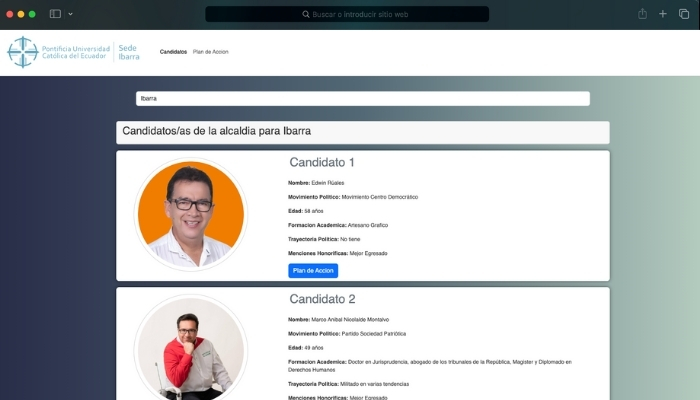 Buscar o introducir sitio web
Pontificia Universidad
Católica del Ecuador
Sede
Ibarra
Candidatos Plan de Accion
Ibarra
Candidatos/as de la alcaldia para Ibarra
Candidato 1
Nombre: Edwin Rúales
Movimiento Político: Movimiento Centro Democrático
Edad: 58 años
Formacion Academica: Artesano Grafico
Trayectoria Política: No tiene
Menciones Honorificas: Mejor Egresado
Plan de Accion
Candidato 2
Nombre: Marco Anibal Nicolalde Montalvo
Movimiento Político: Partido Sociedad Patriótica
Edad: 49 años
Formacion Academica: Doctor en Jurisprudencia, abogado de los tribunales de la República, Magister y Diplomado en
Derechos Humanos
Trayectoria Política: Militado en varias tendencias
Menciones Honorificas: Mejor Egresado